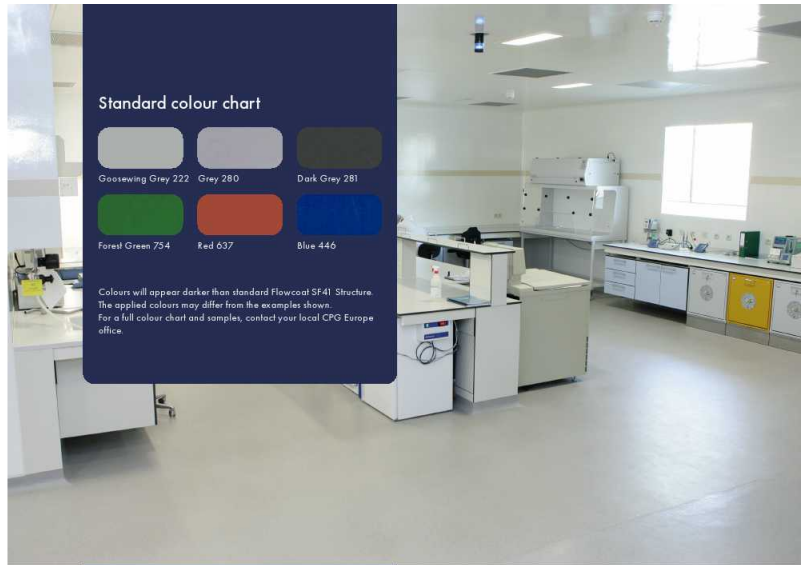 Standard colour chart
Goosewing Grey 222 Grey 280 Dark Grey 281
Forest Green 754 Red 637 Blue 446
Colours will appear darker than standard Flowcoat SF41 Structure.
The applied colours may differ from the examples shown.
For a full colour chart and samples, contact your local CPG Europe
office.